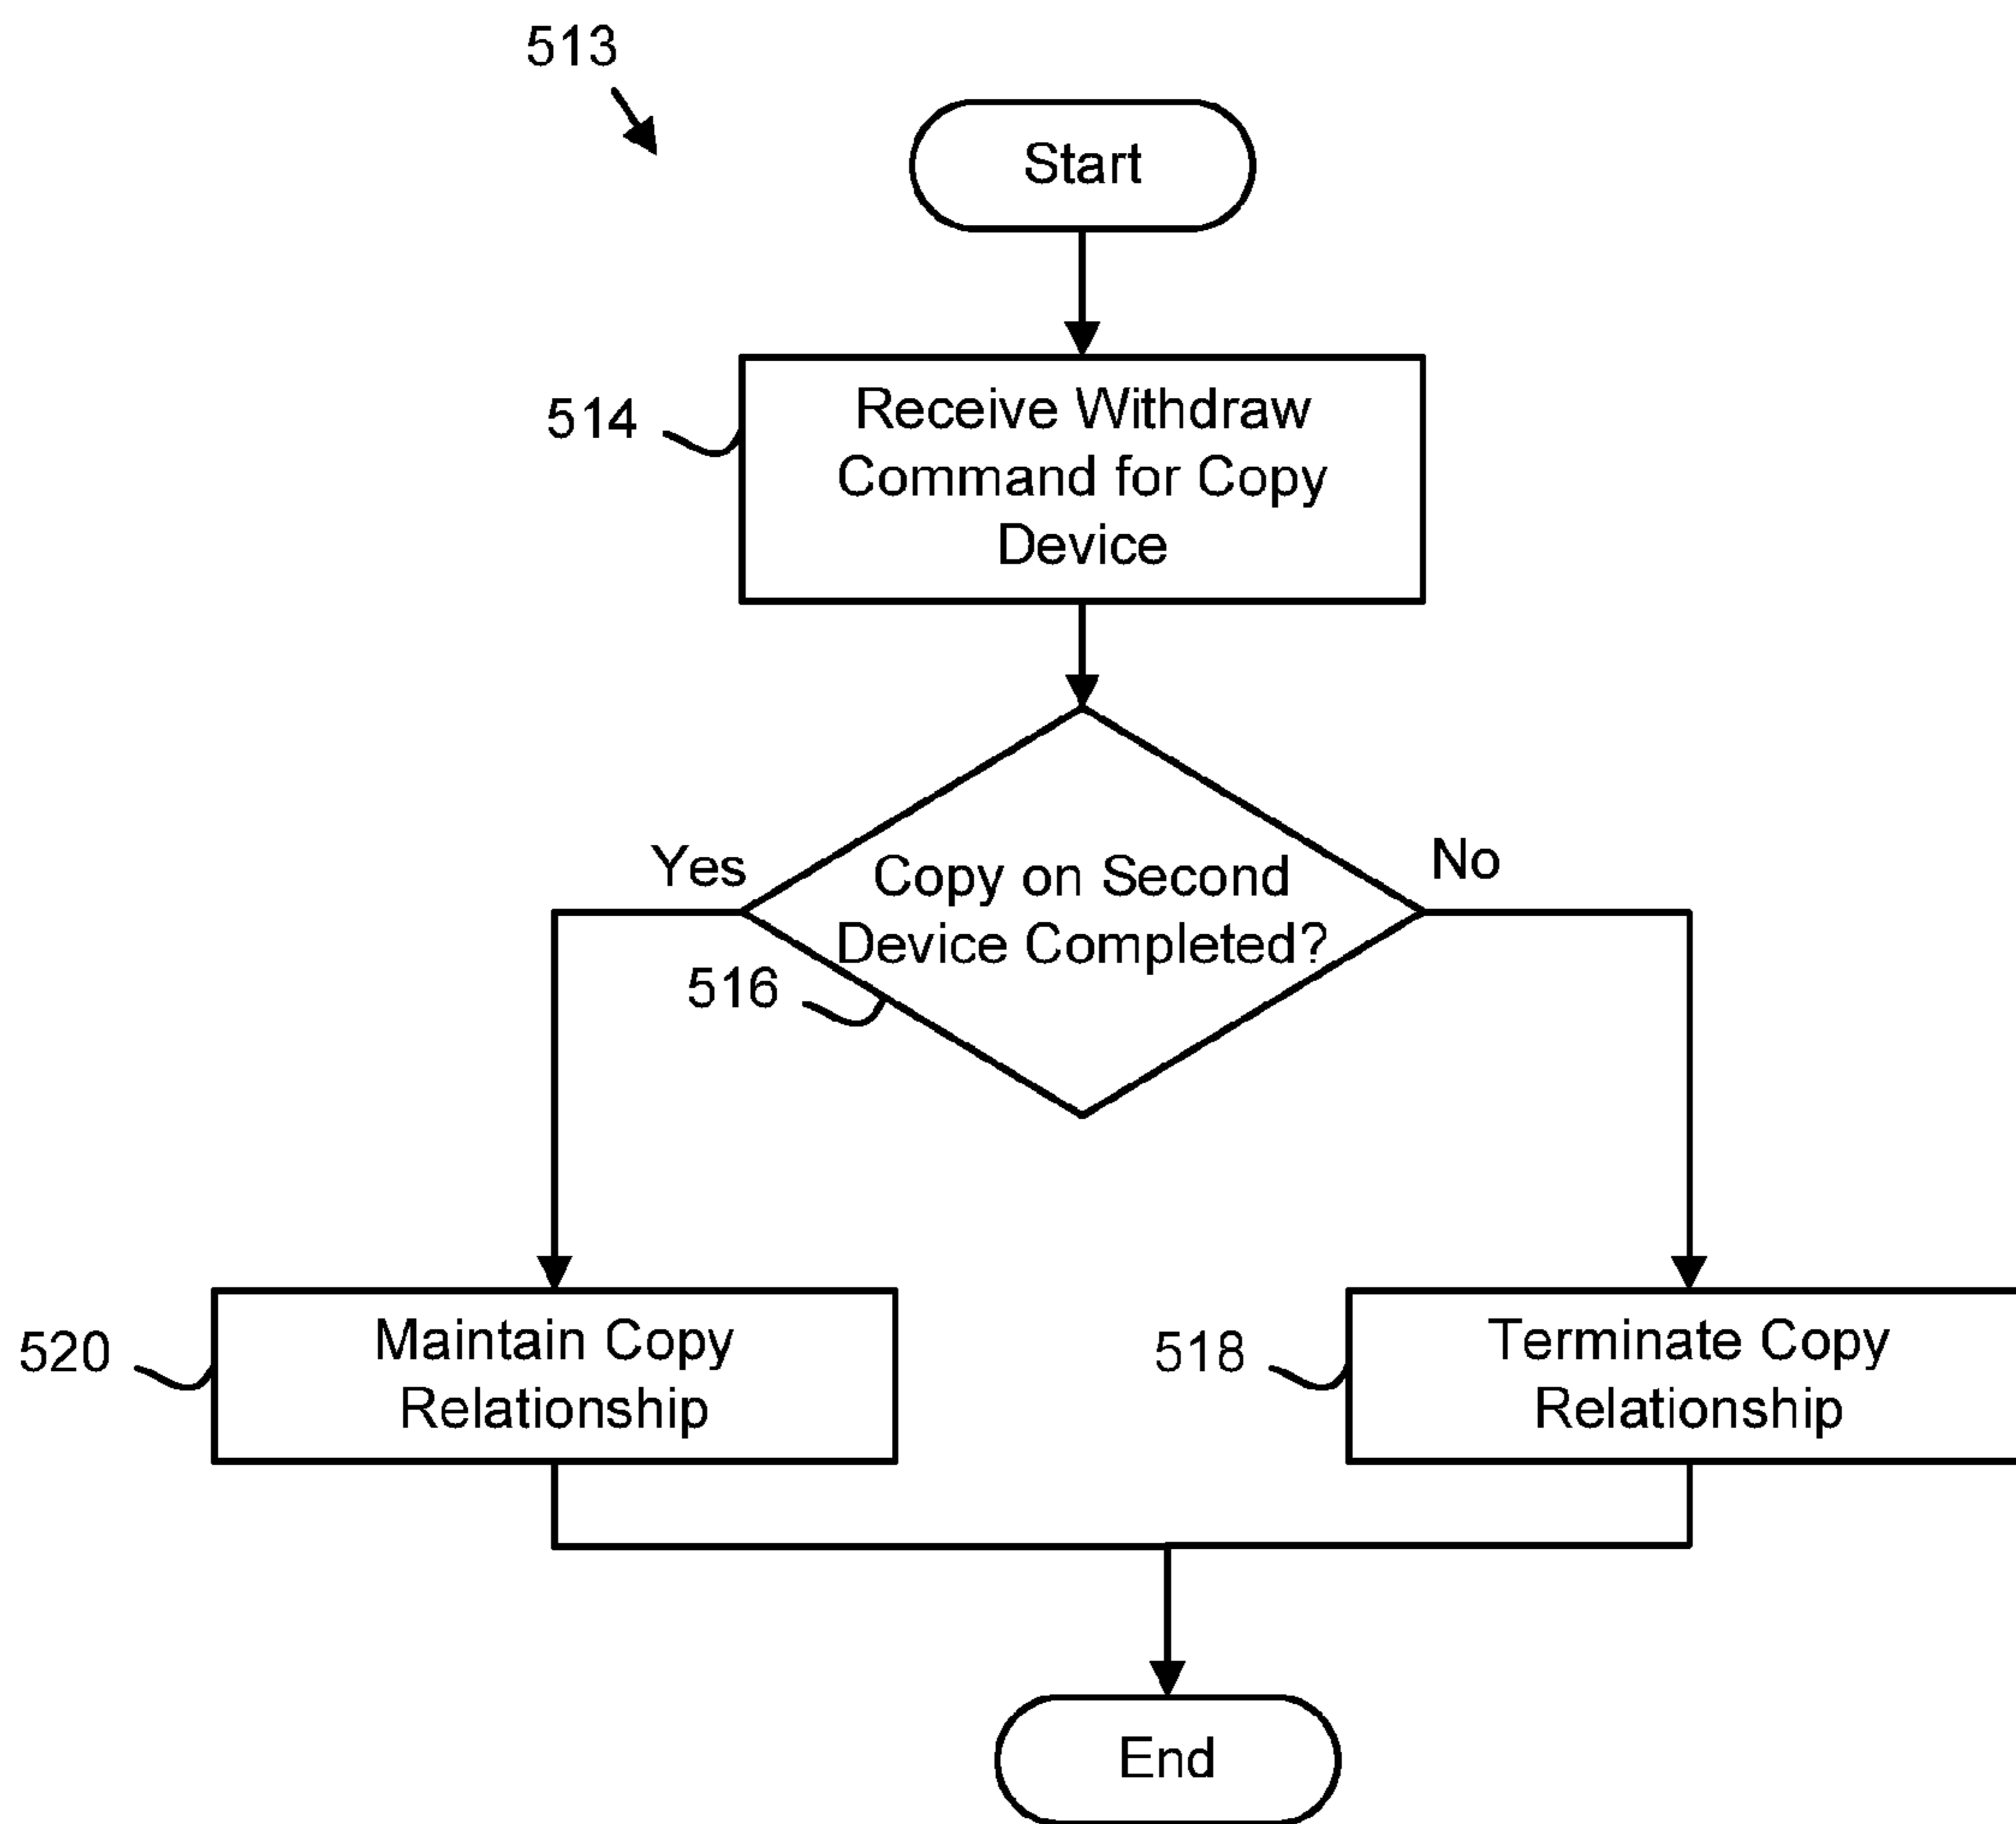 513
Start
514
Receive Withdraw
Command for Copy
Device
Yes
No
Copy on Second
Device Completed?
516
520
Maintain Copy
Relationship
518
Terminate Copy
Relationship
End